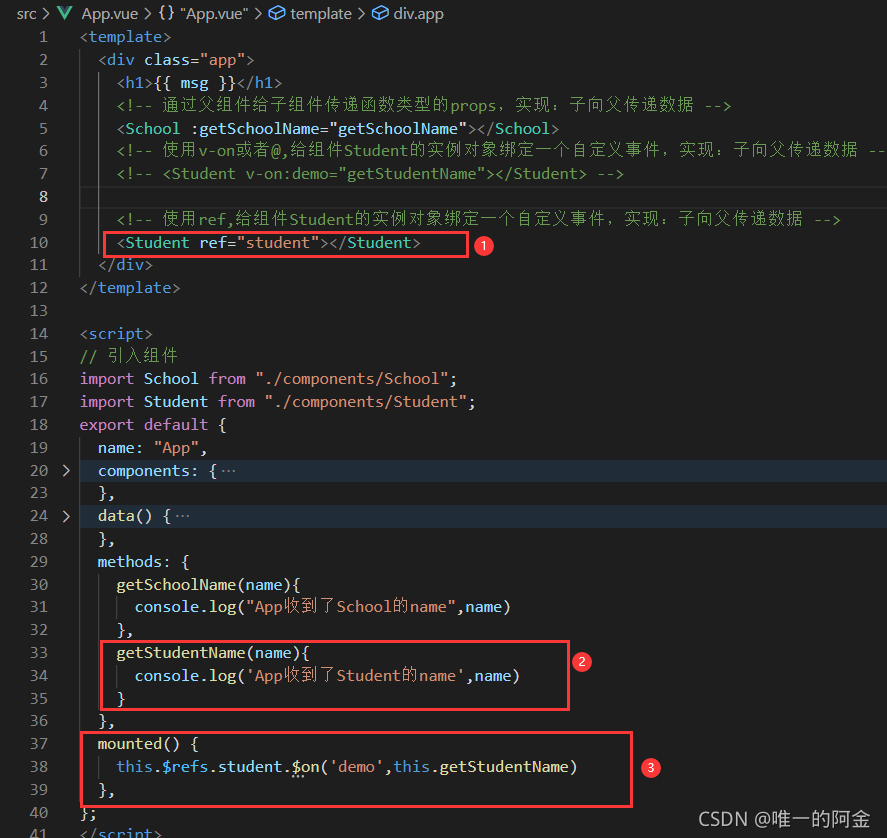 src > App.vue > {} "App.vue" > template > div.app
1 <template>
2 <div class="app">
3 <h1>{{ msg }}</h1>
4 <!-- 通过父组件给子组件传递函数类型的props，实现：子向父传递数据 -->
5 <School :getSchoolName="getSchoolName"></School>
6 <!-- 使用v-on或者@,给组件Student的实例对象绑定一个自定义事件，实现：子向父传递数据 --
7 <!-- <Student v-on:demo="getStudentName"></Student> -->
8
9 <!-- 使用ref,给组件Student的实例对象绑定一个自定义事件，实现：子向父传递数据 -->
10 <Student ref="student"></Student> 1
11 </div>
12 </template>
13
14 <script>
15 // 引入组件
16 import School from "./components/School";
17 import Student from "./components/Student";
18 export default {
19 name: "App",
20 > components: { ···
23 },
24 > data() { ···
28 },
29 methods: {
30 getSchoolName(name){
31 console.log("App收到了School的name",name)
32 },
33 getStudentName(name){ 2
34 console.log('App收到了Student的name',name)
35 }
36 },
37 mounted() {
38 this.$refs.student.$on('demo',this.getStudentName) 3
39 },
40 };
41 </script>
CSDN @唯一的阿金